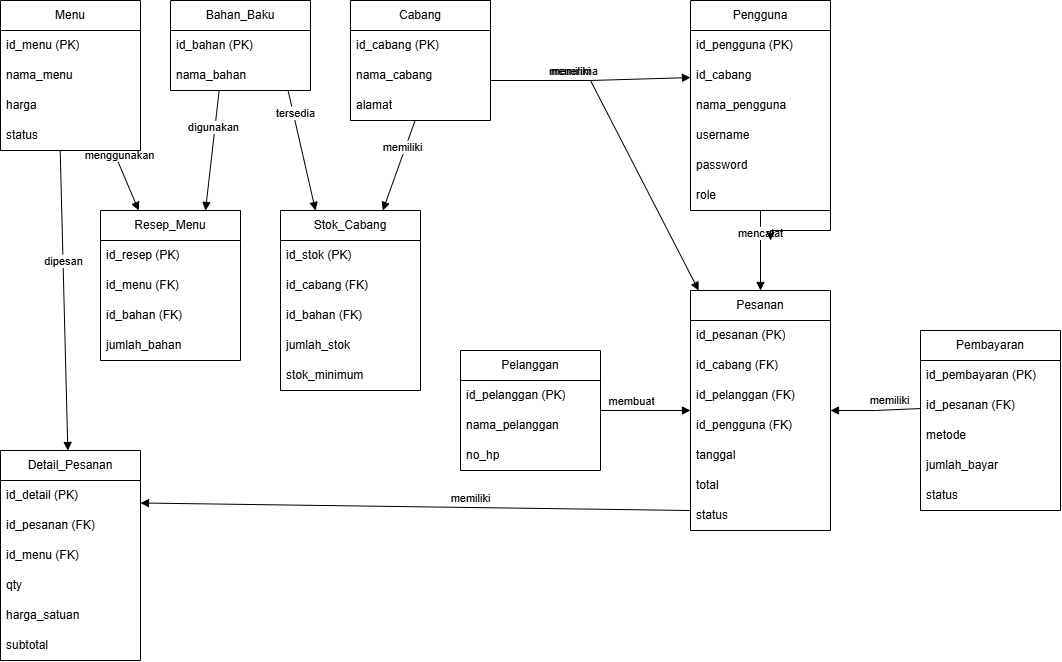 Menu
id_menu (PK)
nama_menu
harga
status
Bahan_Baku
id_bahan (PK)
nama_bahan
Cabang
id_cabang (PK)
nama_cabang
alamat
Pengguna
id_pengguna (PK)
id_cabang
nama_pengguna
username
password
role
menggunakan
digunakan
tersedia
memiliki
memiliki
dipesan
Resep_Menu
id_resep (PK)
id_menu (FK)
id_bahan (FK)
jumlah_bahan
Stok_Cabang
id_stok (PK)
id_cabang (FK)
id_bahan (FK)
jumlah_stok
stok_minimum
mencatat
Pesanan
id_pesanan (PK)
id_cabang (FK)
id_pelanggan (FK)
id_pengguna (FK)
tanggal
total
status
Pelanggan
id_pelanggan (PK)
nama_pelanggan
no_hp
membuat
Pembayaran
id_pembayaran (PK)
id_pesanan (FK)
metode
jumlah_bayar
status
memiliki
memiliki
Detail_Pesanan
id_detail (PK)
id_pesanan (FK)
id_menu (FK)
qty
harga_satuan
subtotal